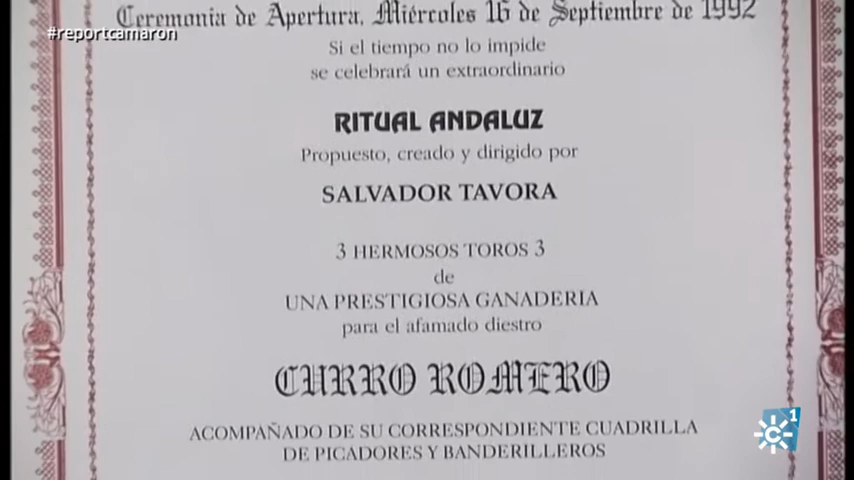 Ceremonia de Apertura, Miércoles 16 de Septiembre de 1992
#reportcamaron
Si el tiempo no lo impide
se celebrará un extraordinario
RITUAL ANDALUZ
Propuesto, creado y dirigido por
SALVADOR TAVORA
3 HERMOSOS TOROS 3
de
UNA PRESTIGIOSA GANADERIA
para el afamado diestro
CURRO ROMERO
ACOMPAÑADO DE SU CORRESPONDIENTE CUADRILLA
DE PICADORES Y BANDERILLEROS
1